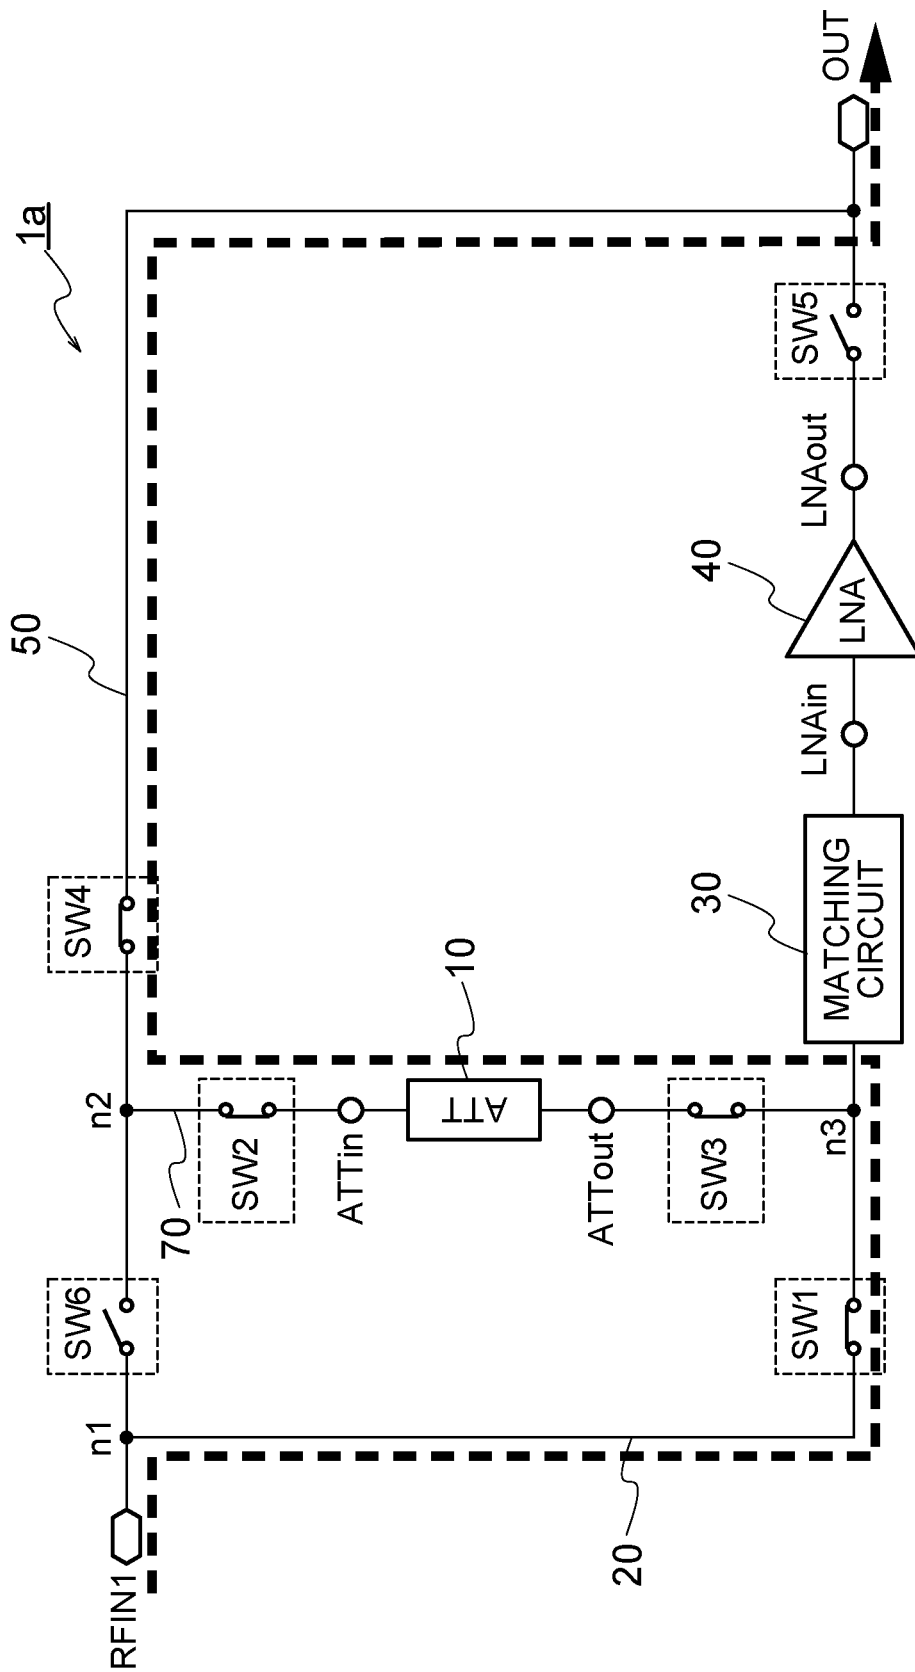 1a
50
SW6
SW4
n1
n2
RFIN1
70
SW2
ATTin
10
ATT
ATTout
SW3
20
n3
SW1
30
MATCHING
CIRCUIT
LNAin
40
LNA
LNAout
SW5
OUT